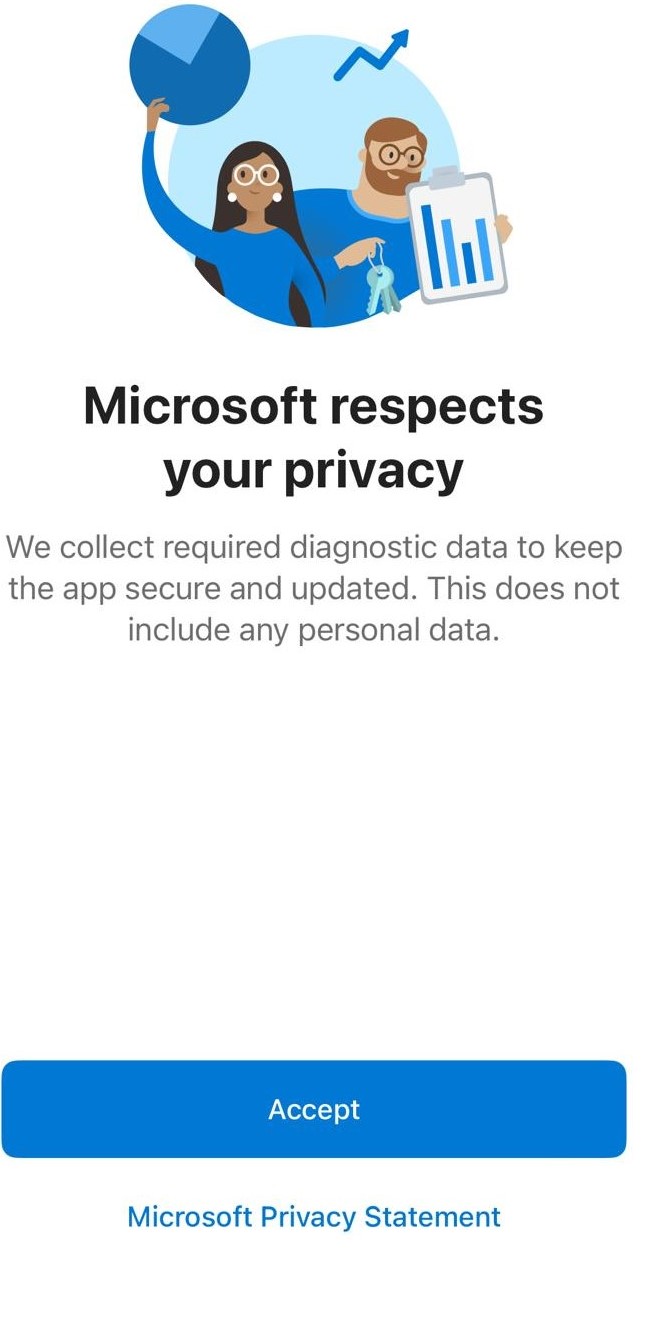 Microsoft respects
your privacy
We collect required diagnostic data to keep
the app secure and updated. This does not
include any personal data.
Accept
Microsoft Privacy Statement